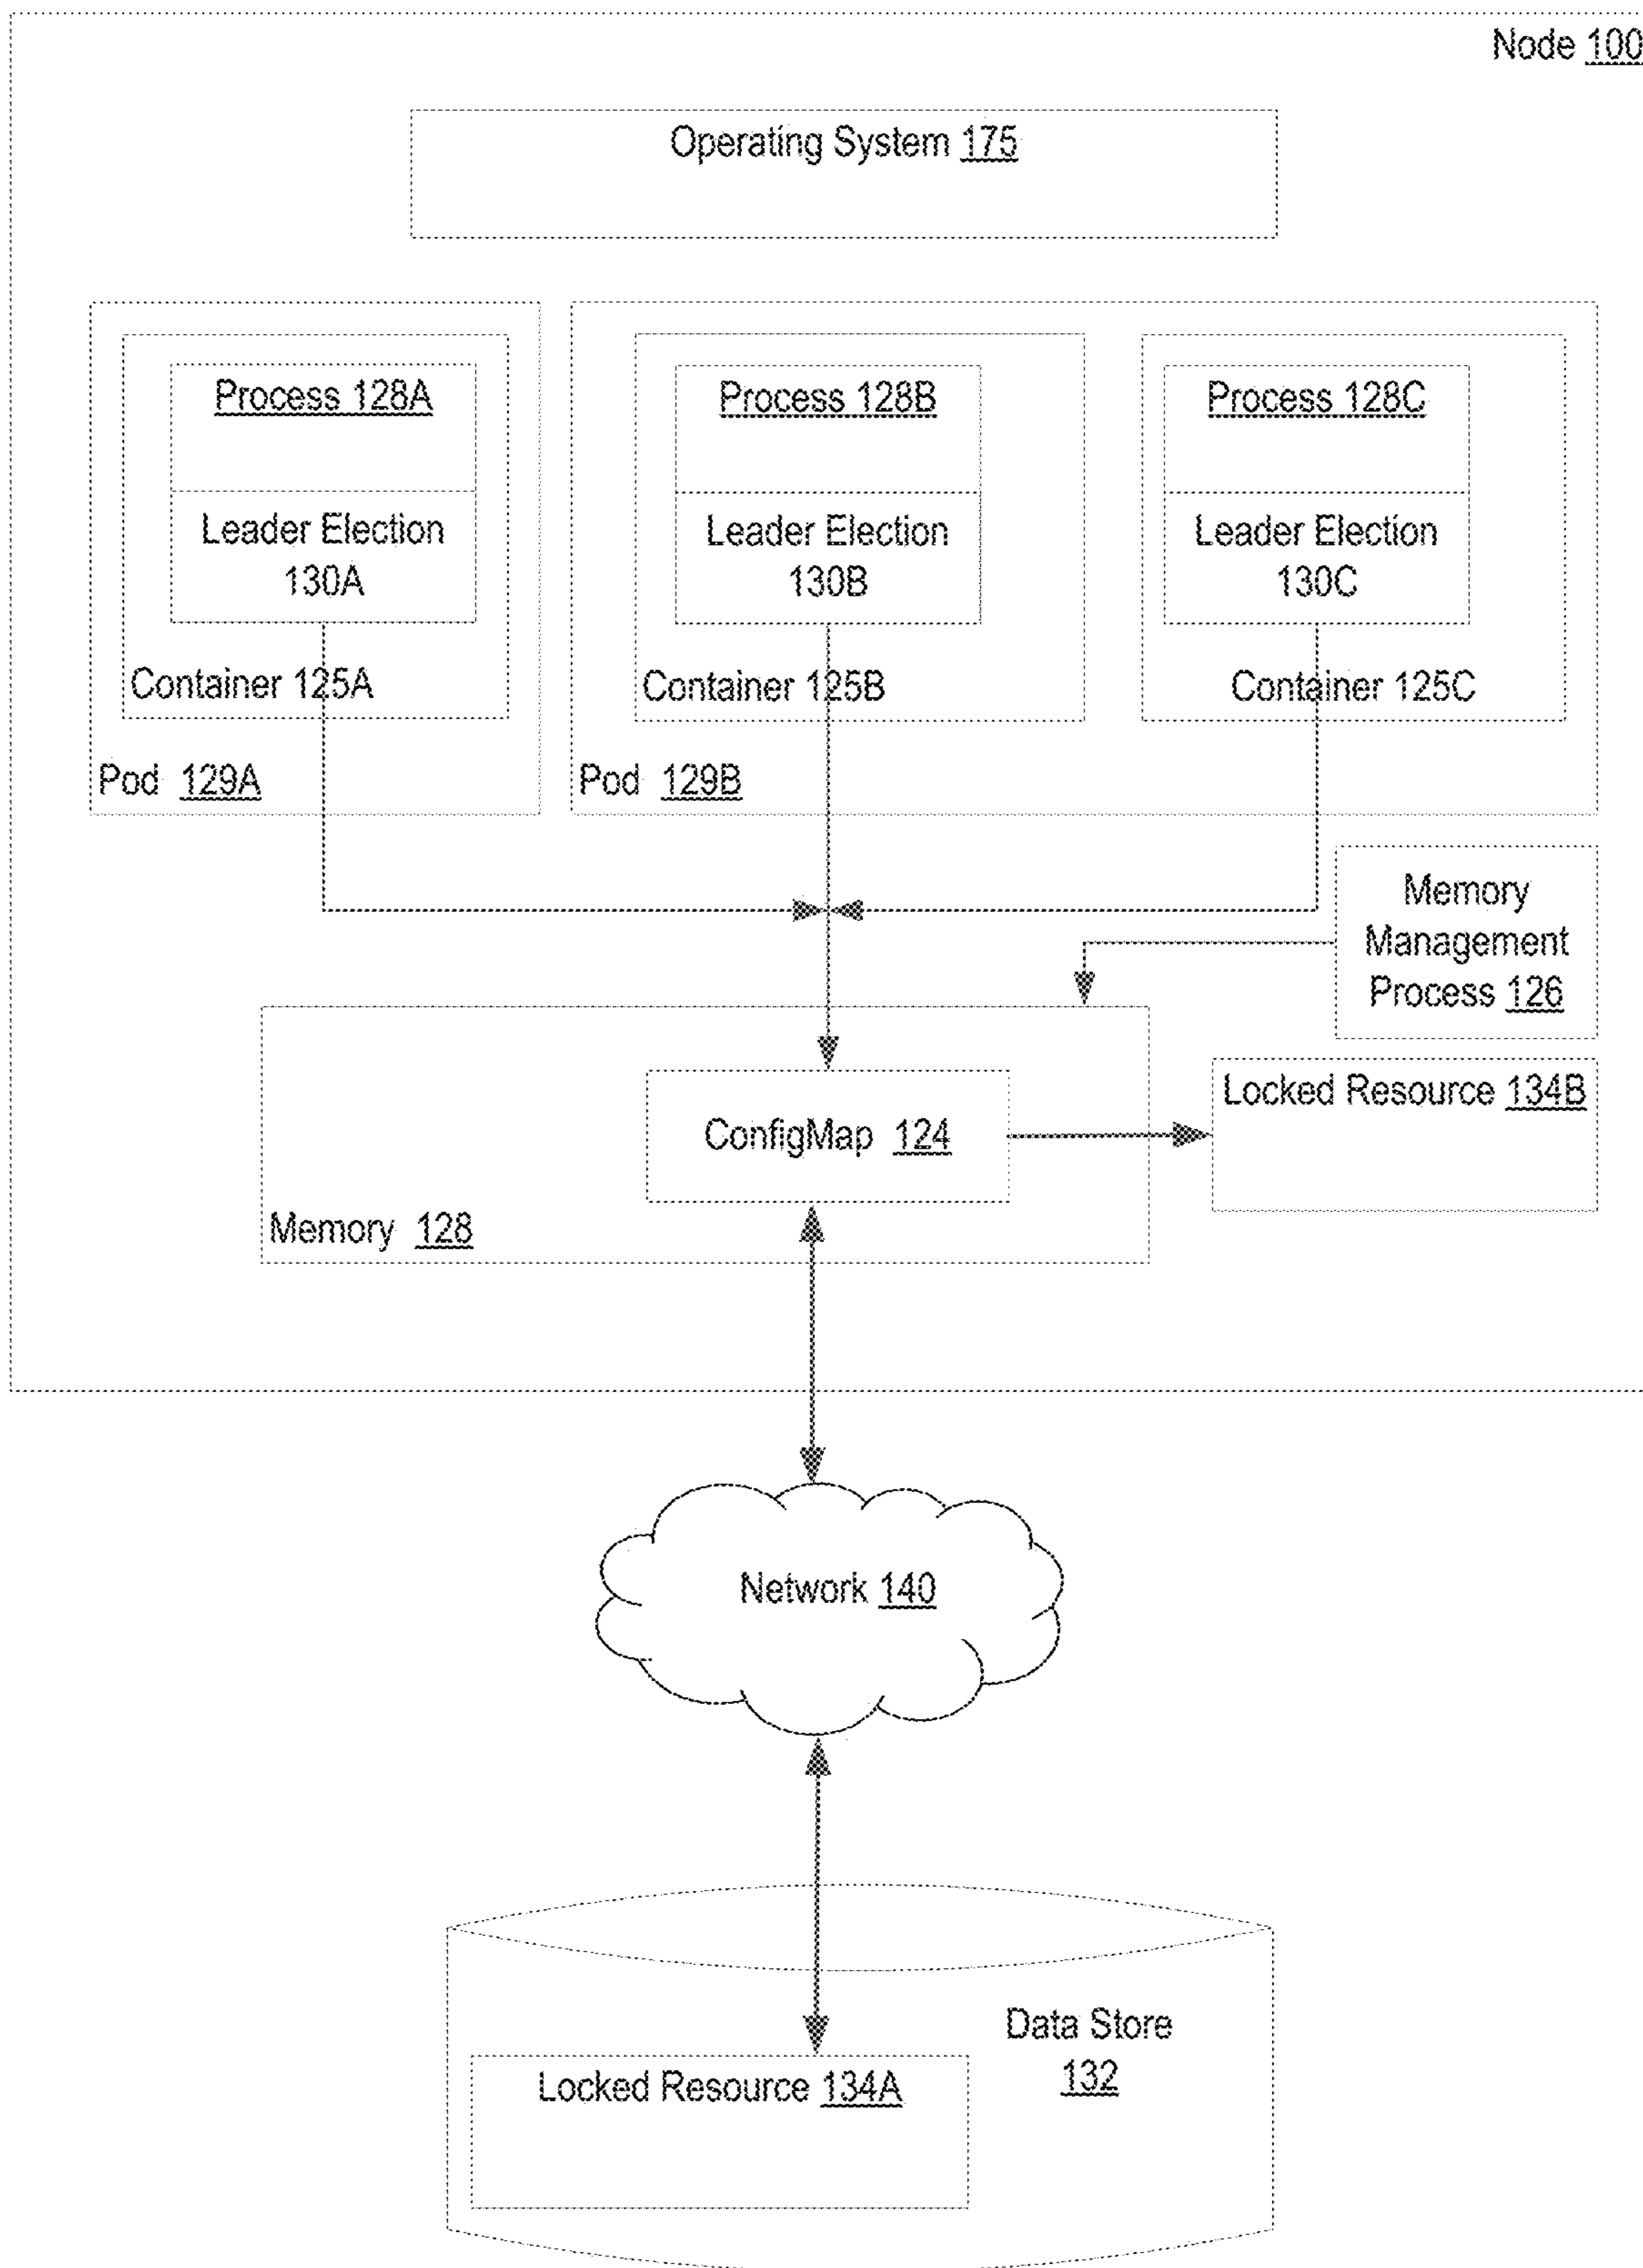 Node 100
Operating System 175
Process 128A
Leader Election
130A
Container 125A
Pod 129A
Process 128B
Leader Election
130B
Container 125B
Process 128C
Leader Election
130C
Container 125C
Pod 129B
Memory
Management
Process 126
ConfigMap 124
Memory 128
Locked Resource 134B
Network 140
Data Store
132
Locked Resource 134A